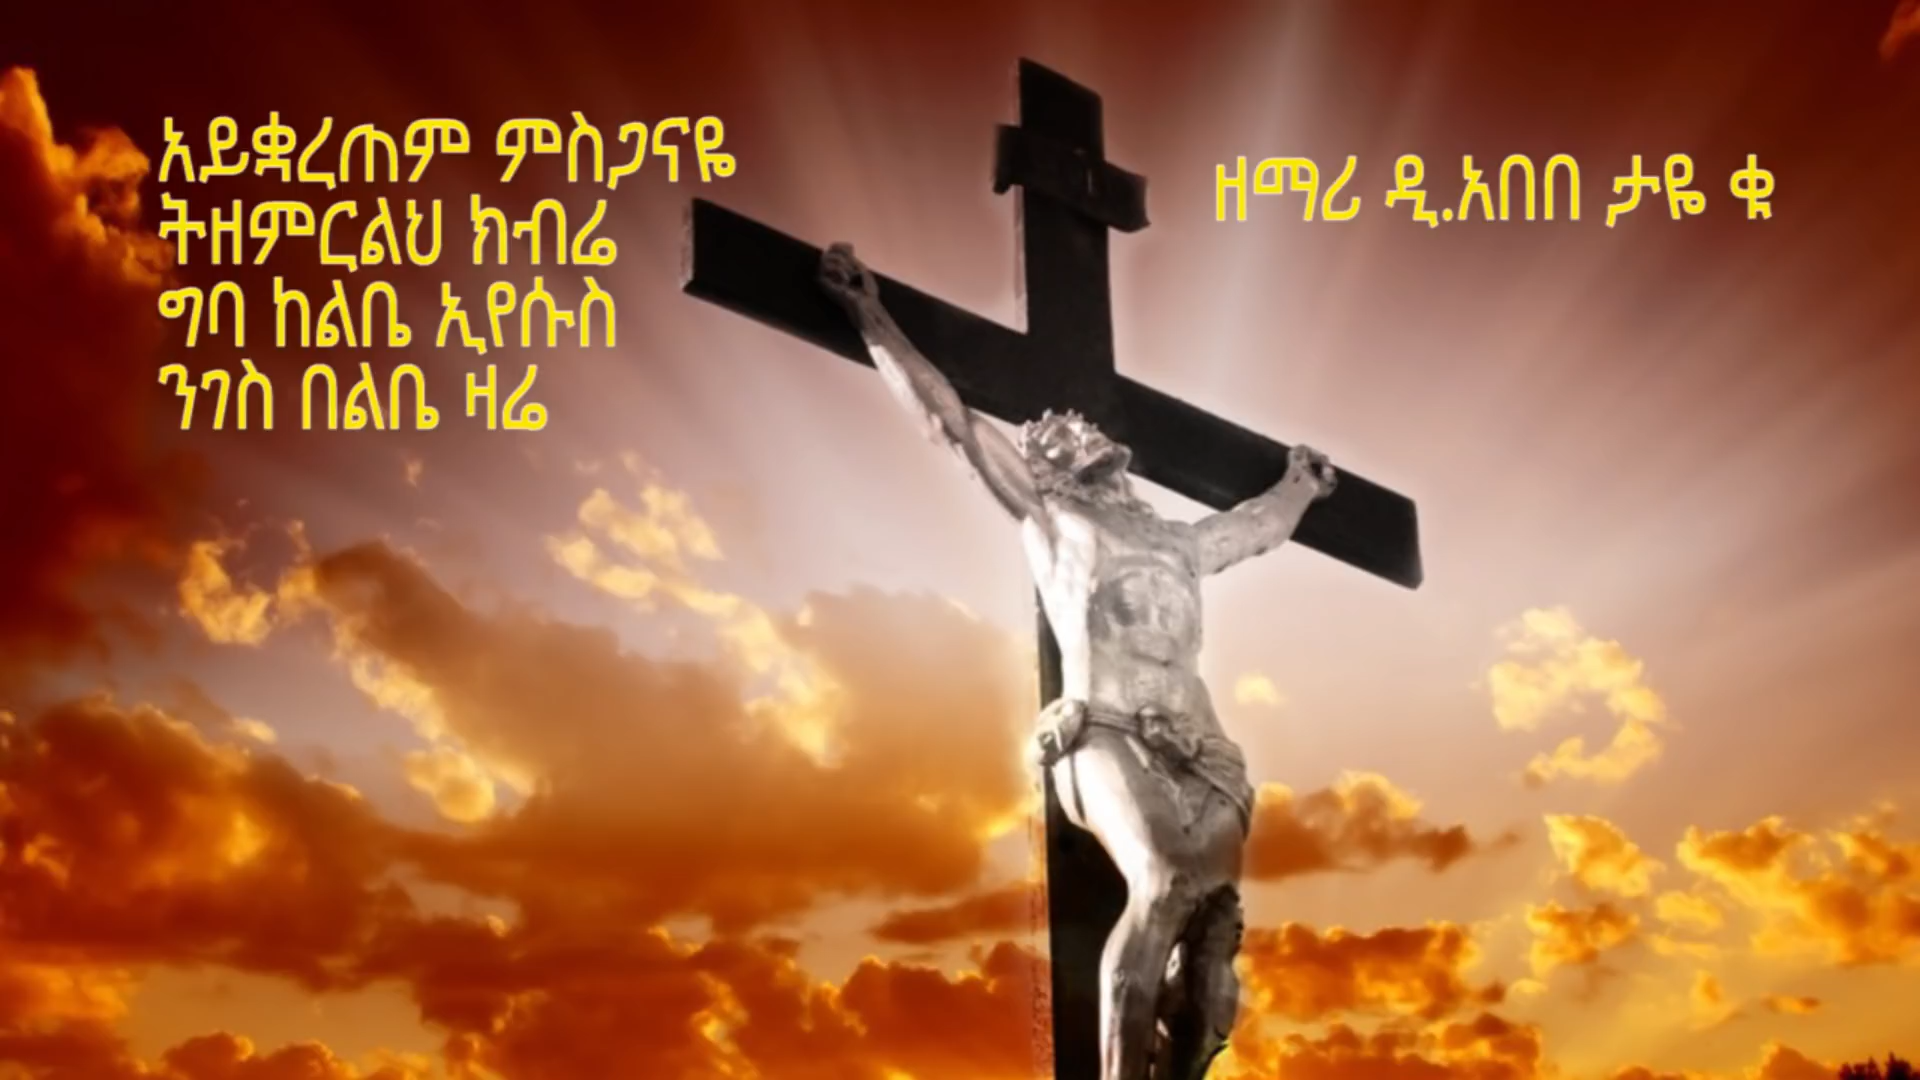 አይቋረጠም ምስጋናዬ
ትዘምርልህ ክብሬ
ግባ ከልቤ ኢየሱስ
ንገስ በልቤ ዛሬ
ዘማሪ ዲ.አበበ ታዬ ቁ